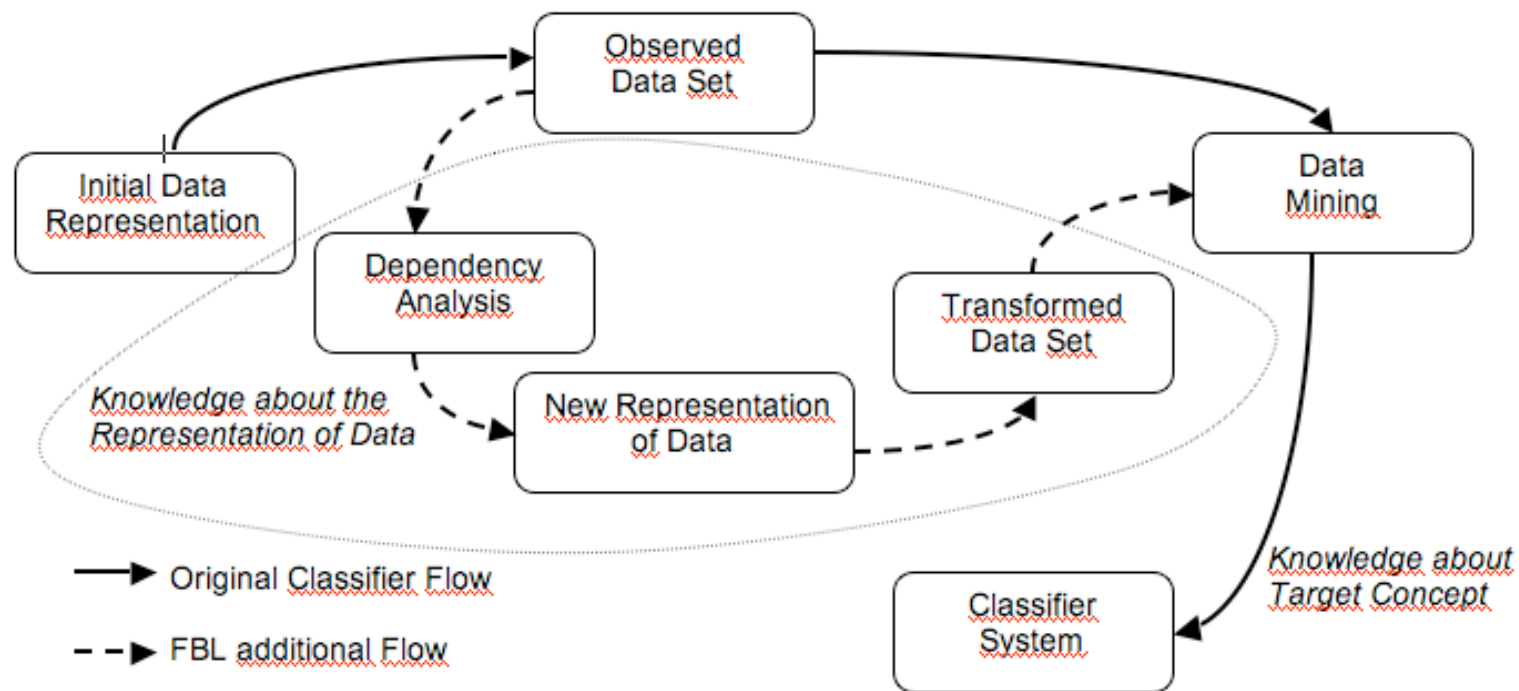 Observed
Data Set
Initial Data
Representation
Data
Mining
Dependency
Analysis
Transformed
Data Set
Knowledge about the
Representation of Data
New Representation
of Data
Original Classifier Flow
FBL additional Flow
Knowledge about
Target Concept
Classifier
System